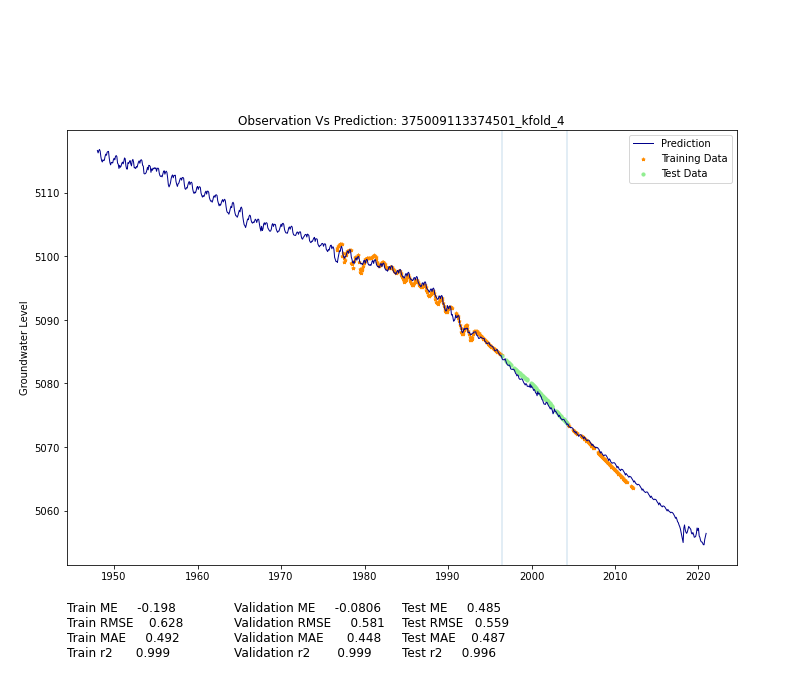 Observation Vs Prediction: 375009113374501_kfold_4
Prediction
Training Data
Test Data
Groundwater Level
5110
5100
5090
5080
5070
5060
1950 1960 1970 1980 1990 2000 2010 2020
Train ME -0.198 Validation ME -0.0806 Test ME 0.485
Train RMSE 0.628 Validation RMSE 0.581 Test RMSE 0.559
Train MAE 0.492 Validation MAE 0.448 Test MAE 0.487
Train r2 0.999 Validation r2 0.999 Test r2 0.996